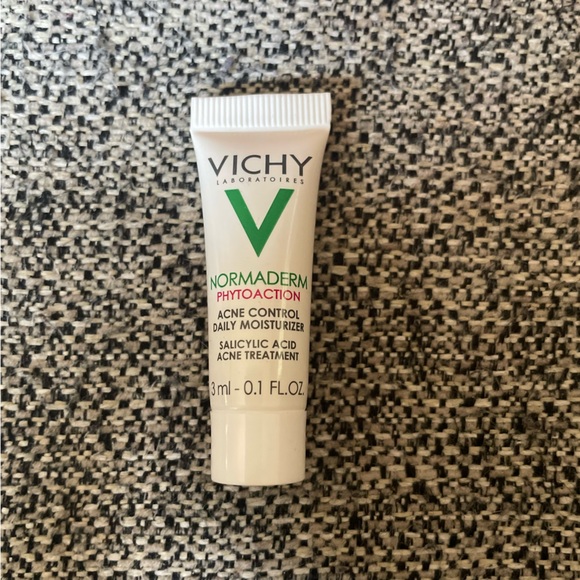 VICHY
LABORATOIRES
V
NORMADERM
PHYTOACTION
ACNE CONTROL
DAILY MOISTURIZER
SALICYLIC ACID
ACNE TREATMENT
3 ml - 0.1 FL.OZ.